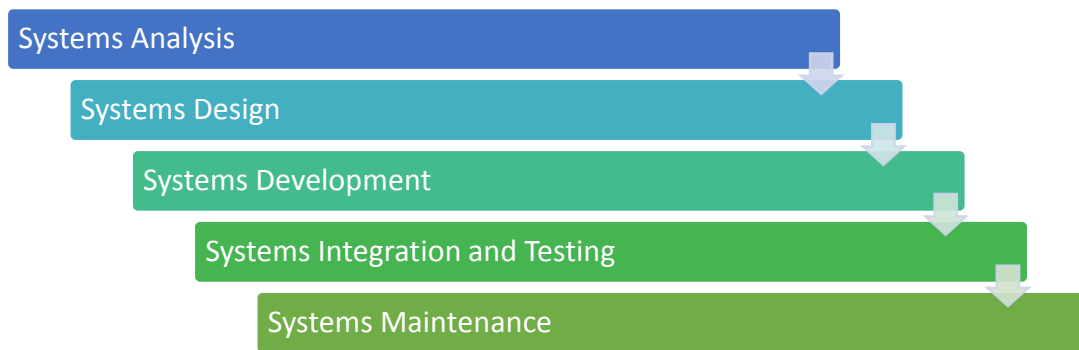 Systems Analysis
Systems Design
Systems Development
Systems Integration and Testing
Systems Maintenance